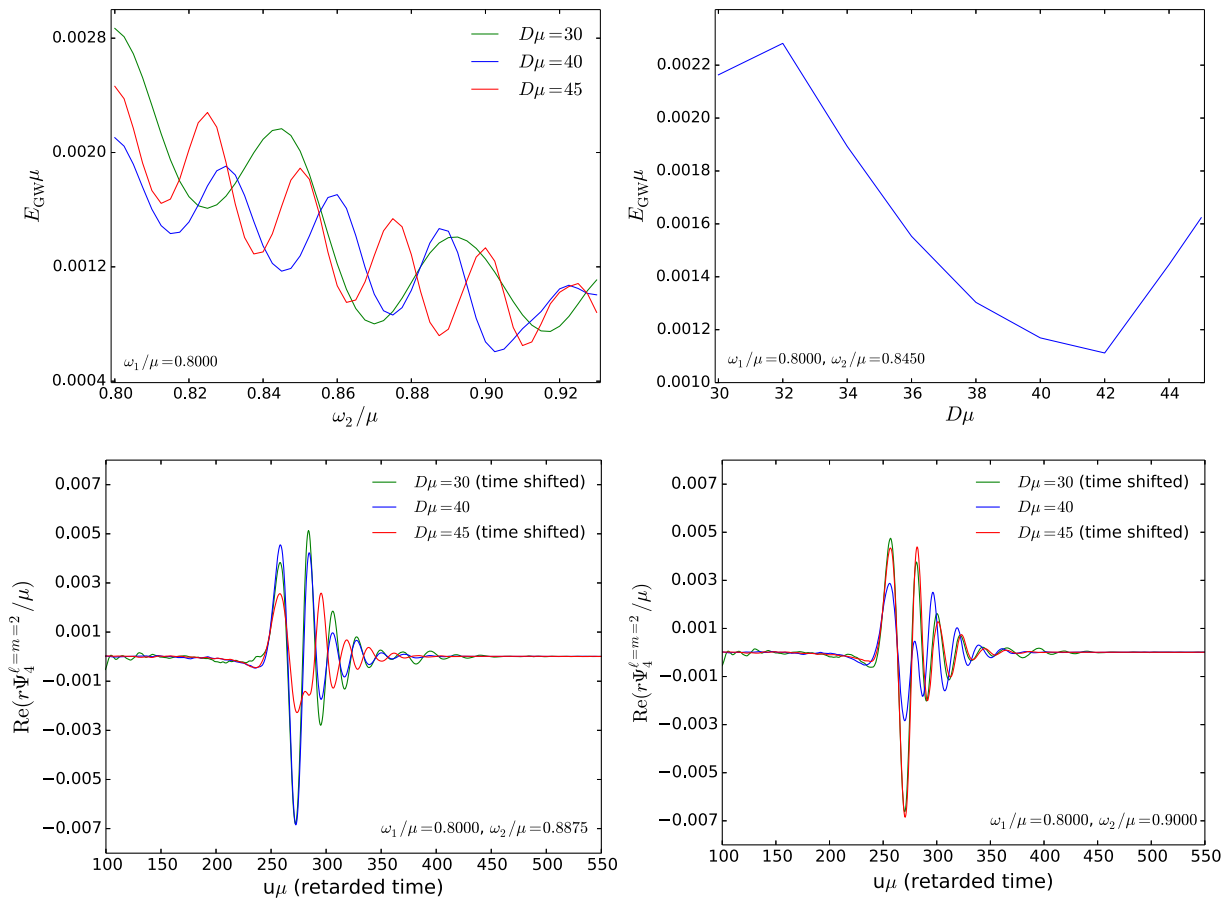 0.0028
0.0020
0.0012
0.0004
E_GW μ
Dμ=30
Dμ=40
Dμ=45
ω₁/μ=0.8000
0.80 0.82 0.84 0.86 0.88 0.90 0.92
ω₂/μ
0.0022
0.0020
0.0018
0.0016
0.0014
0.0012
0.0010
E_GW μ
ω₁/μ=0.8000, ω₂/μ=0.8450
30 32 34 36 38 40 42 44
Dμ
0.007
0.005
0.003
0.001
−0.001
−0.003
−0.005
−0.007
Re(rΨ₄^{ℓ=m=2}/μ)
Dμ=30 (time shifted)
Dμ=40
Dμ=45 (time shifted)
ω₁/μ=0.8000, ω₂/μ=0.8875
100 150 200 250 300 350 400 450 500 550
uμ (retarded time)
0.007
0.005
0.003
0.001
−0.001
−0.003
−0.005
−0.007
Re(rΨ₄^{ℓ=m=2}/μ)
Dμ=30 (time shifted)
Dμ=40
Dμ=45 (time shifted)
ω₁/μ=0.8000, ω₂/μ=0.9000
100 150 200 250 300 350 400 450 500 550
uμ (retarded time)